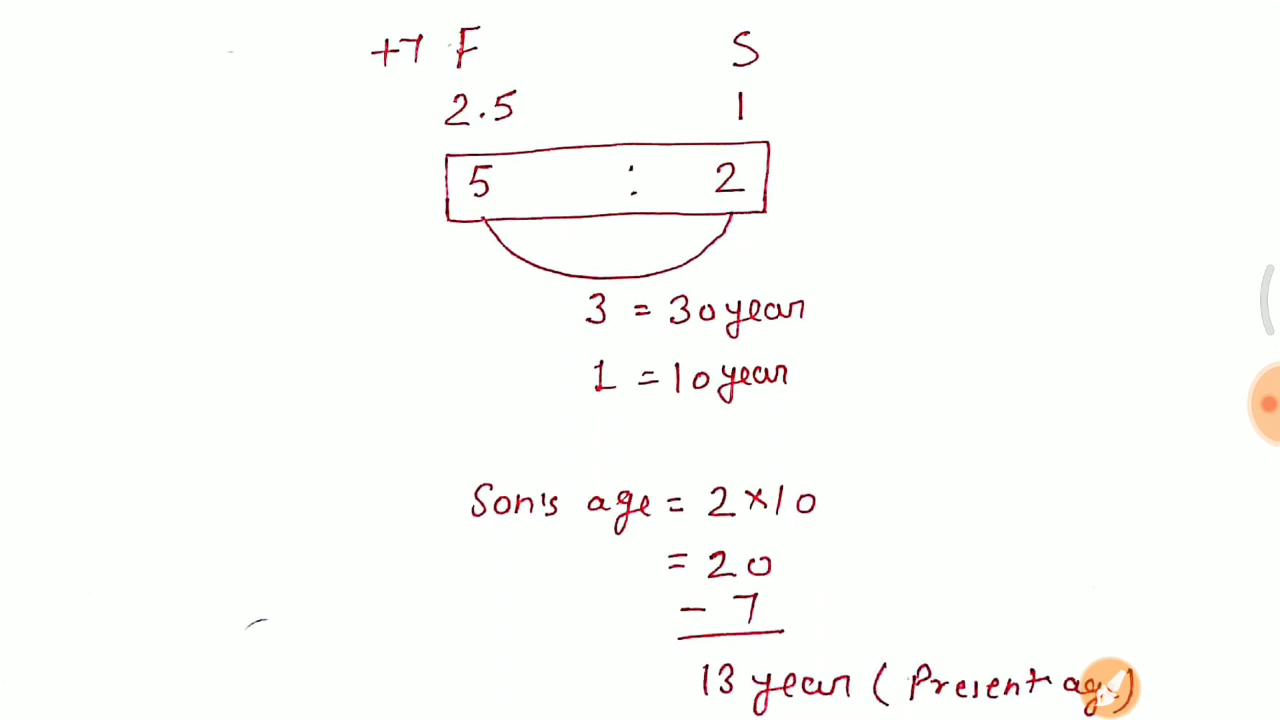 +7 F S
2.5 1
5 : 2
3 = 30 year
1 = 10 year
Son's age = 2 × 10
= 20
- 7
13 year (Present age)